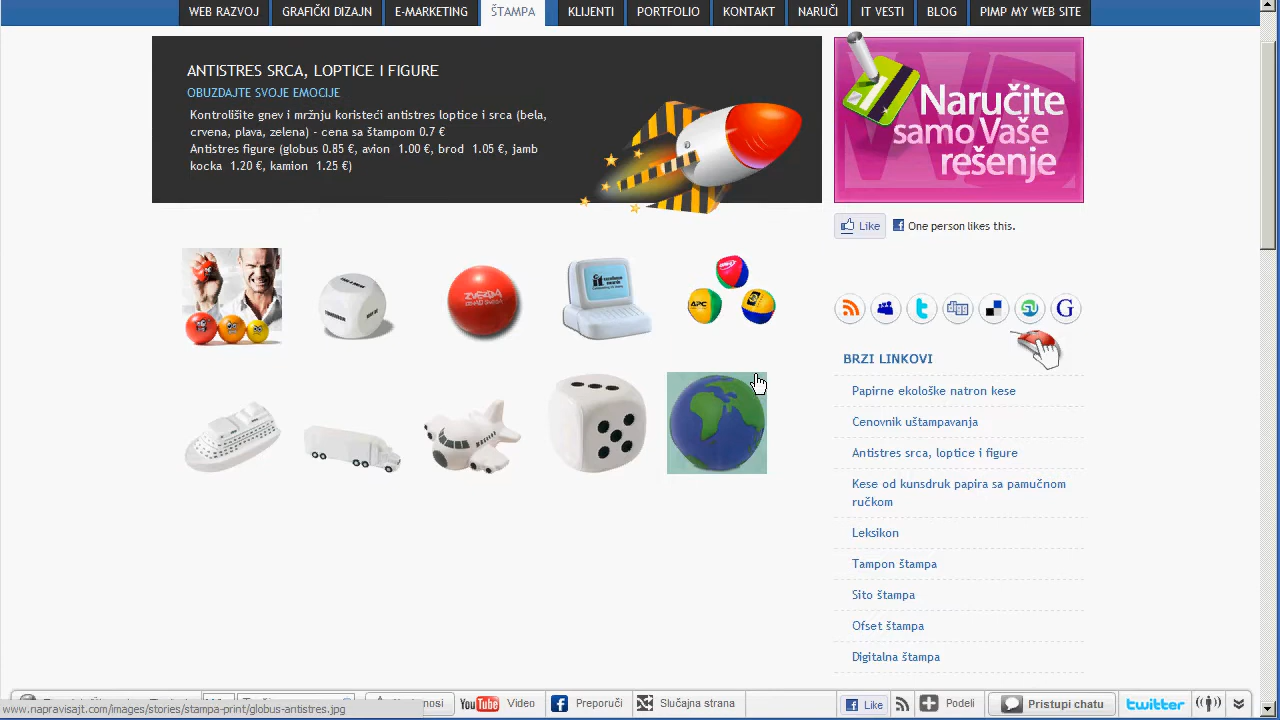 WEB RAZVOJ
GRAFIČKI DIZAJN
E-MARKETING
ŠTAMPA
KLIJENTI
PORTFOLIO
KONTAKT
NARUČI
IT VESTI
BLOG
PIMP MY WEB SITE
ANTISTRES SRCA, LOPTICE I FIGURE
OBUZDAJTE SVOJE EMOCIJE
Kontrolišite gnev i mržnju koristeći antistres loptice i srca (bela,
crvena, plava, zelena) - cena sa štampom 0.7 €
Antistres figure (globus 0.85 €, avion 1.00 €, brod 1.05 €, jamb
kocka 1.20 €, kamion 1.25 €)
Naručite
samo Vaše
rešenje
Like
One person likes this.
ZVEZDA
APC
BRZI LINKOVI
Papirne ekološke natron kese
Cenovnik uštampavanja
Antistres srca, loptice i figure
Kese od kunsdruk papira sa pamučnom
ručkom
Leksikon
Tampon štampa
Sito štampa
Ofset štampa
Digitalna štampa
www.napravisajt.com/images/stories/stampa-print/globus-antistres.jpg
YouTube Video
Preporuči
Slučajna strana
Like
Podeli
Pristupi chatu
twitter